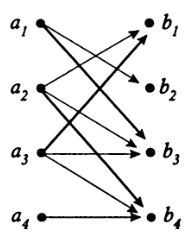 a₁ b₁
a₂ b₂
a₃ b₃
a₄ b₄